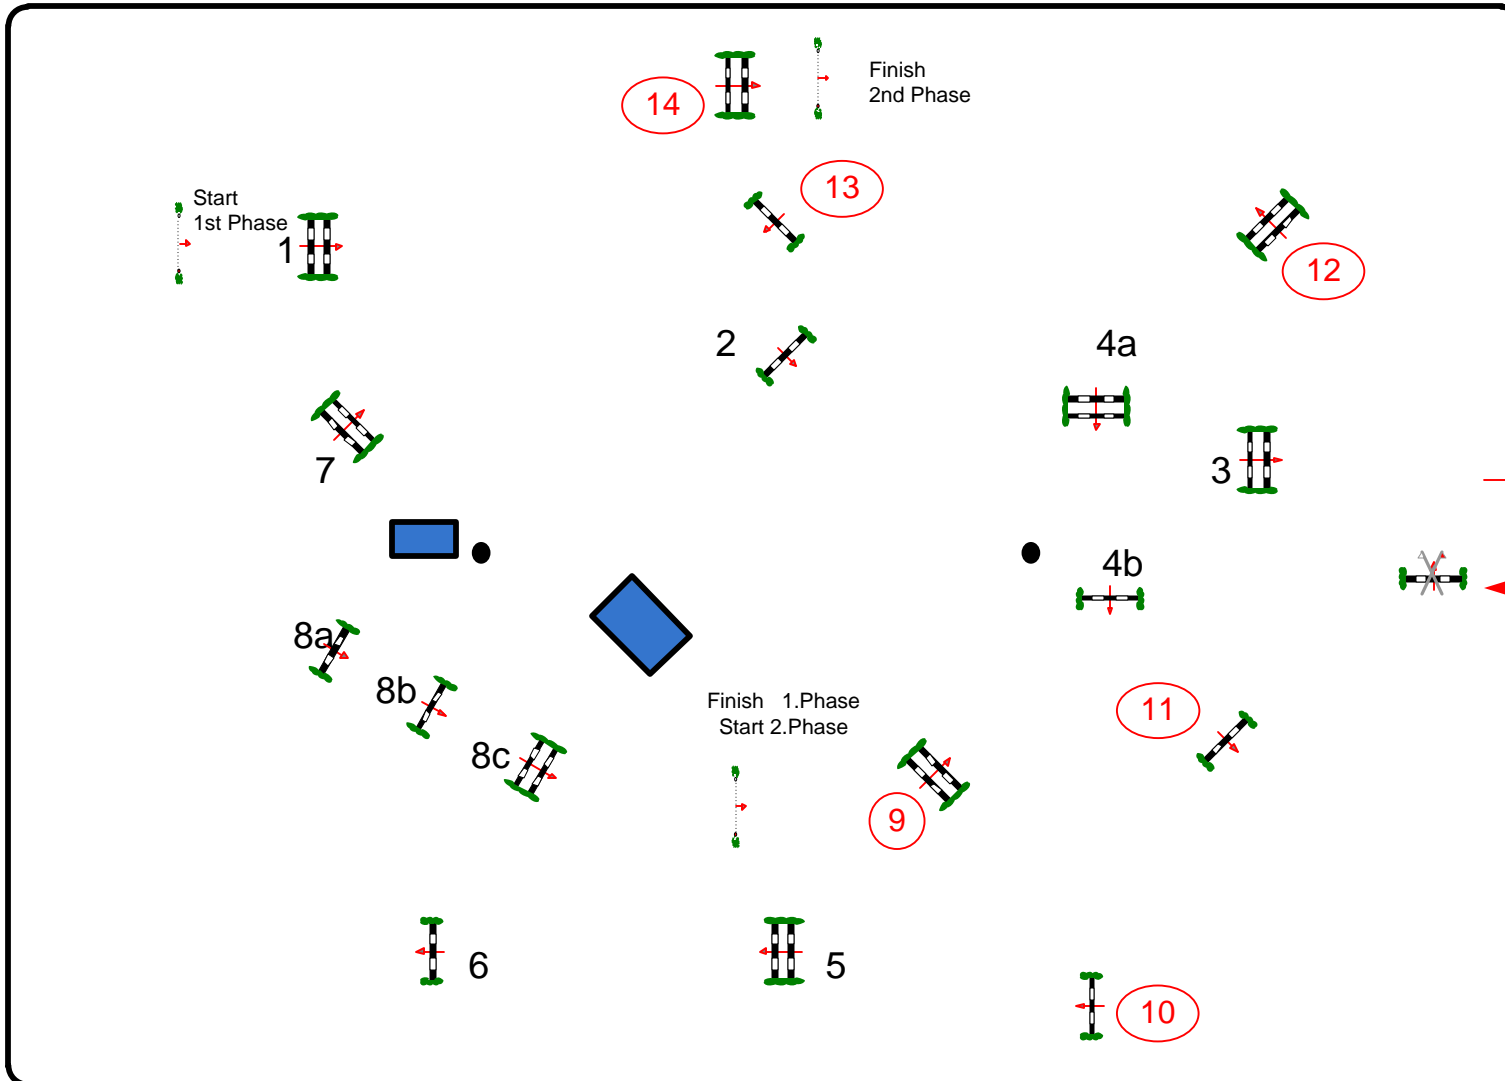 14
Finish
2nd Phase
13
Start
1st Phase
1
12
2
4a
7
3
4b
8a
8b
11
Finish 1.Phase
Start 2.Phase
8c
9
6
5
10